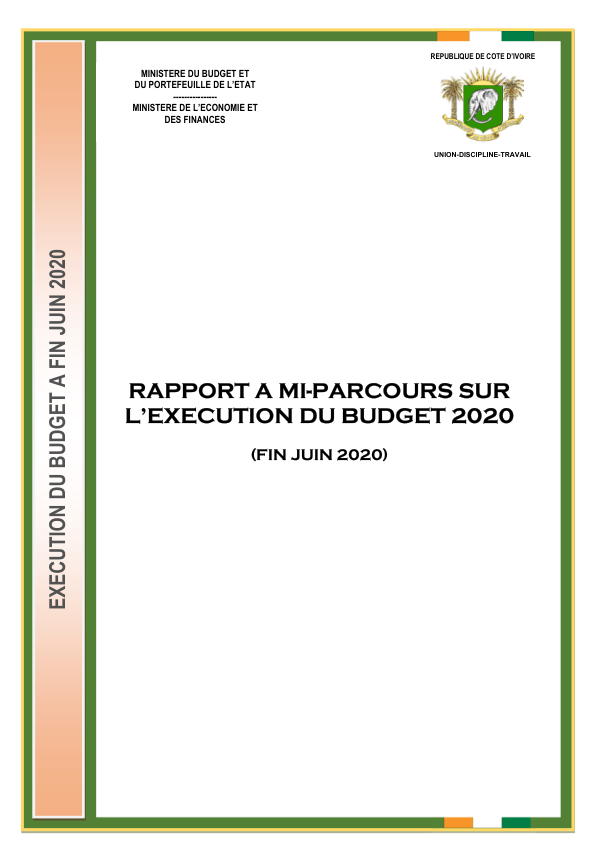 MINISTERE DU BUDGET ET
DU PORTEFEUILLE DE L'ETAT
----------------
MINISTERE DE L'ECONOMIE ET
DES FINANCES
REPUBLIQUE DE COTE D'IVOIRE
UNION-DISCIPLINE-TRAVAIL
EXECUTION DU BUDGET A FIN JUIN 2020
RAPPORT A MI-PARCOURS SUR
L'EXECUTION DU BUDGET 2020
(FIN JUIN 2020)